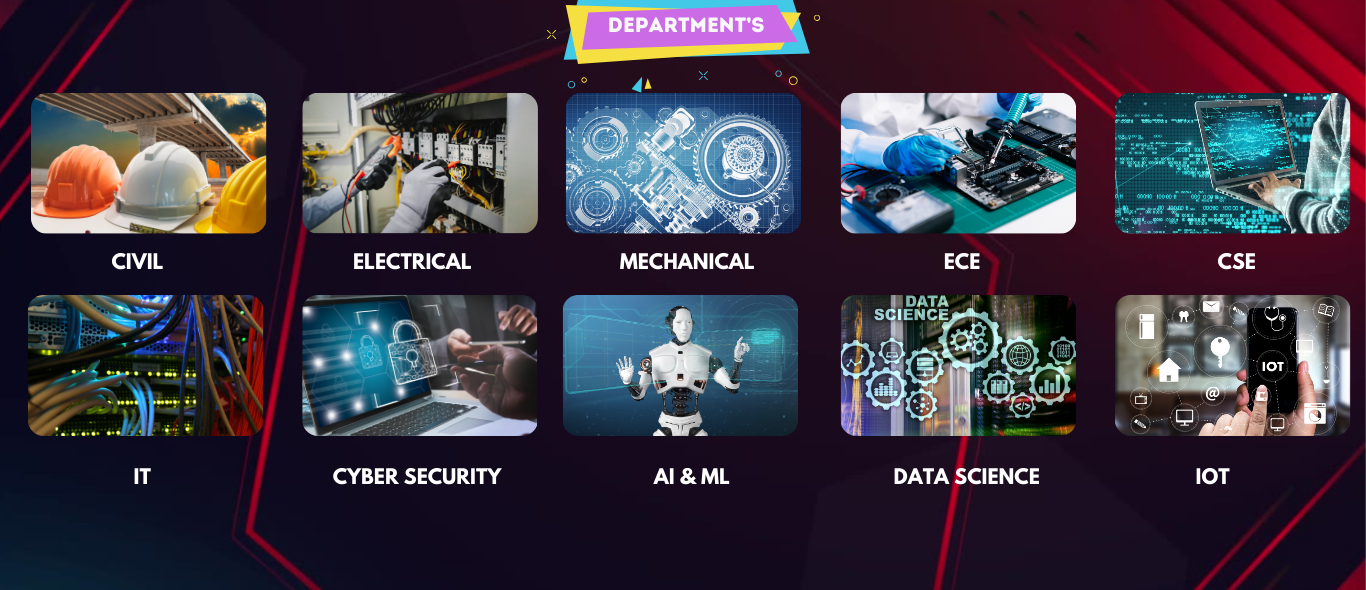 DEPARTMENT'S
CIVIL
ELECTRICAL
MECHANICAL
ECE
CSE
DATA
SCIENCE
IOT
@
IT
CYBER SECURITY
AI & ML
DATA SCIENCE
IOT